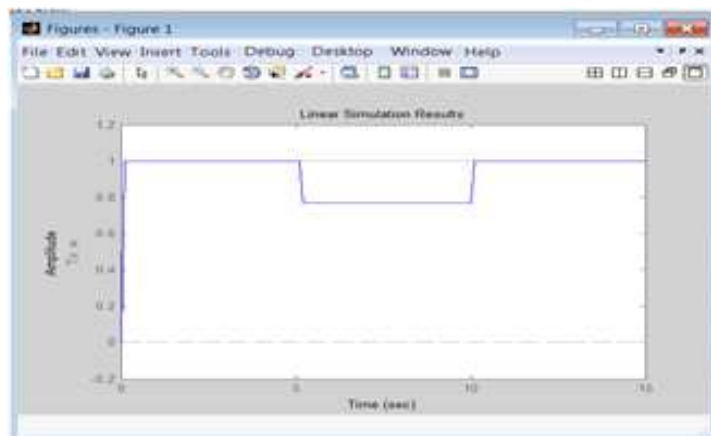 Figures - Figure 1
File Edit View Insert Tools Debug Desktop Window Help
Linear Simulation Results
1.2
1
0.8
0.6
0.4
0.2
0
-0.2
Amplitude
0 5 10 15
Time (sec)